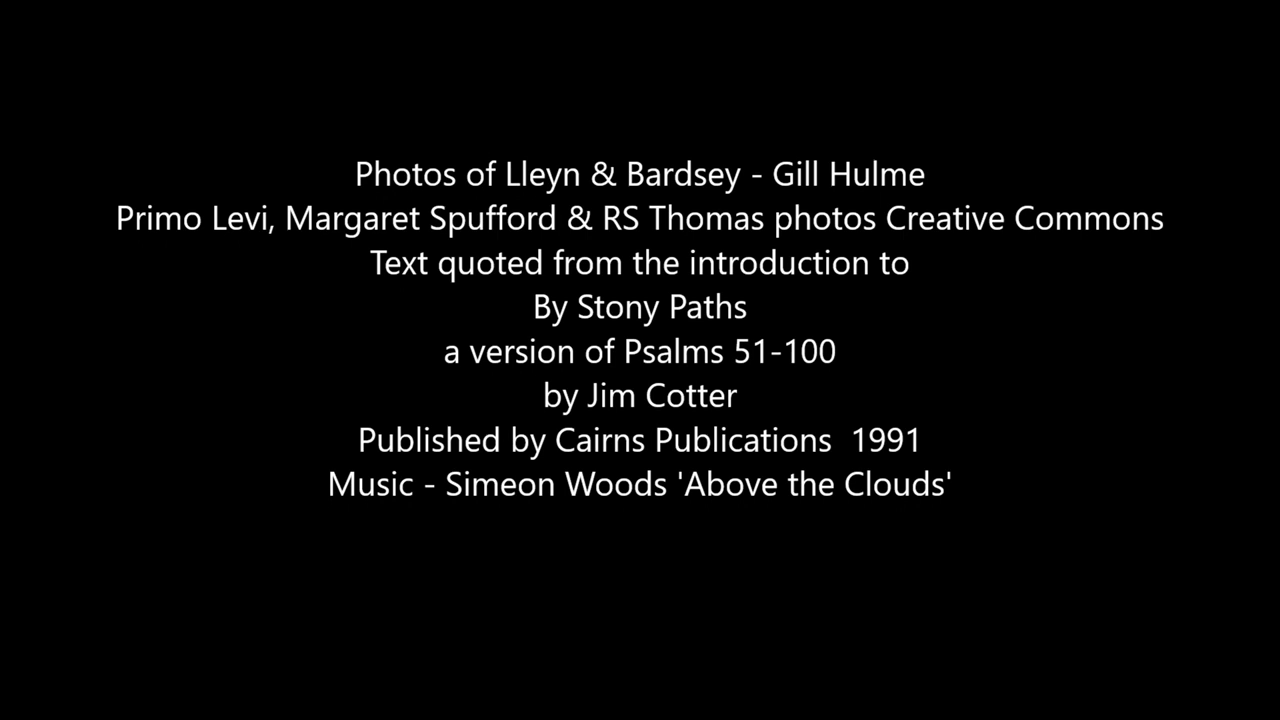 Photos of Lleyn & Bardsey - Gill Hulme
Primo Levi, Margaret Spufford & RS Thomas photos Creative Commons
Text quoted from the introduction to
By Stony Paths
a version of Psalms 51-100
by Jim Cotter
Published by Cairns Publications  1991
Music - Simeon Woods 'Above the Clouds'